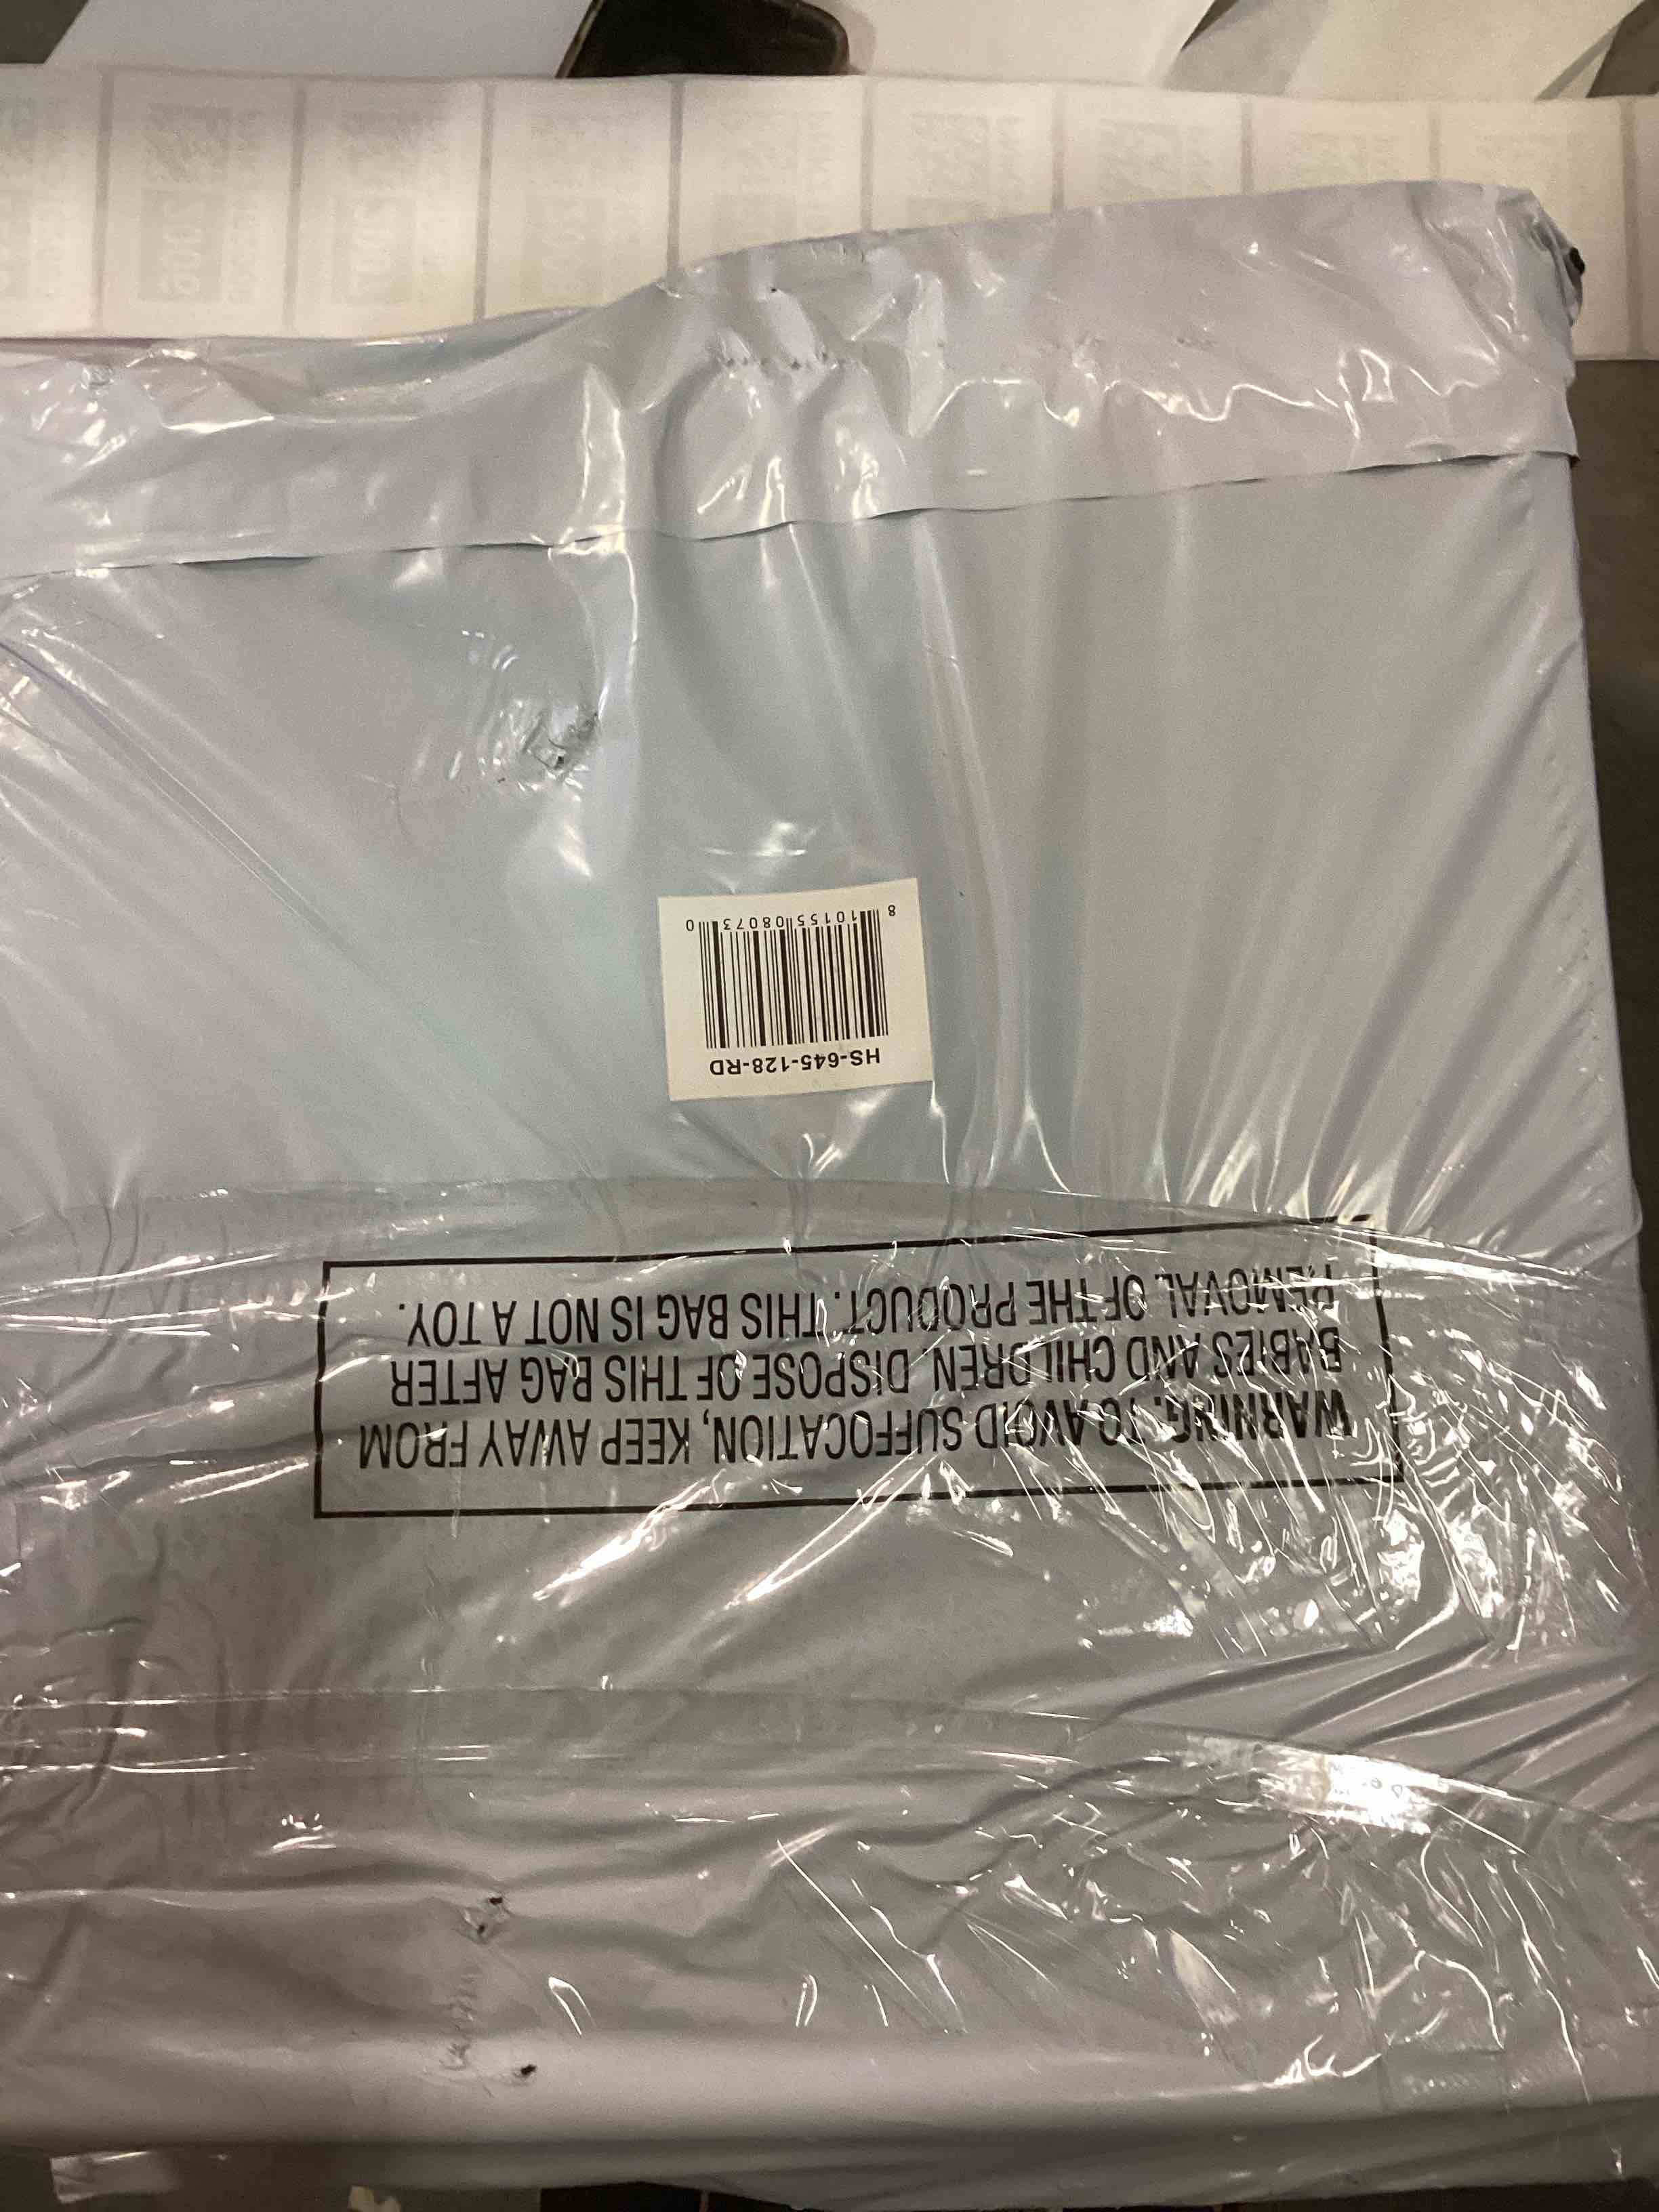 HS-645-128-RD
8 10155 08073 0
WARNING: TO AVOID SUFFOCATION, KEEP AWAY FROM
BABIES AND CHILDREN. DISPOSE OF THIS BAG AFTER
REMOVAL OF THE PRODUCT. THIS BAG IS NOT A TOY.